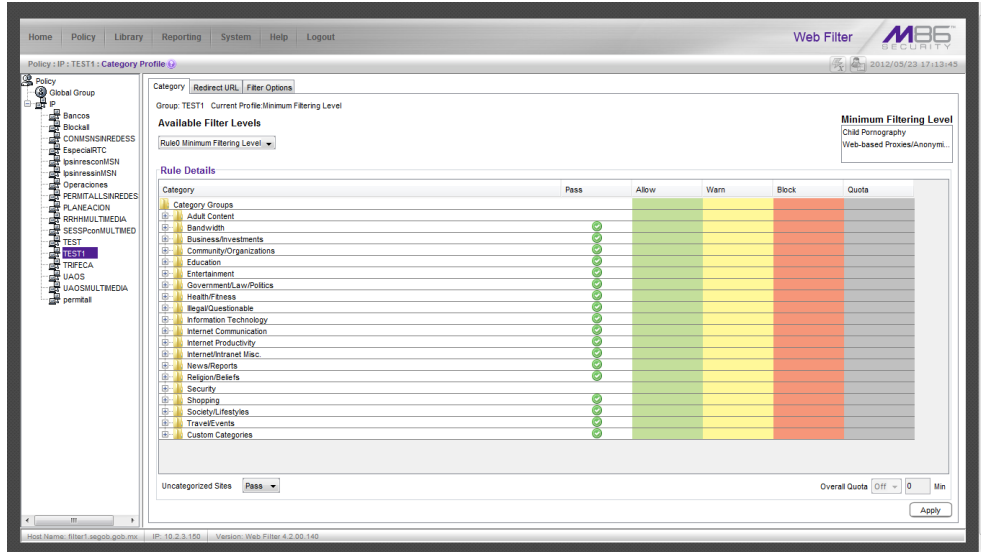 Home Policy Library Reporting System Help Logout
Web Filter
M86 SECURITY
Policy : IP : TEST1 : Category Profile
2012/05/23 17:13:45
Policy
Global Group
IP
Bancos
Blockall
CONMSNSINREDESS
EspecialRTC
IpsinresconMSN
IpsinressinMSN
Operaciones
PERMITALLSINREDES
PLANEACION
RRHHMULTIMEDIA
SESSPconMULTIMED
TEST
TEST1
TRIFECA
UAOS
UAOSMULTIMEDIA
permitall
Category Redirect URL Filter Options
Group: TEST1 Current Profile:Minimum Filtering Level
Available Filter Levels
Minimum Filtering Level
Child Pornography
Web-based Proxies/Anonymi...
Rule0 Minimum Filtering Level
Rule Details
Category Pass Allow Warn Block Quota
Category Groups
Adult Content
Bandwidth
Business/Investments
Community/Organizations
Education
Entertainment
Government/Law/Politics
Health/Fitness
Illegal/Questionable
Information Technology
Internet Communication
Internet Productivity
Internet/Intranet Misc.
News/Reports
Religion/Beliefs
Security
Shopping
Society/Lifestyles
Travel/Events
Custom Categories
Uncategorized Sites Pass
Overall Quota Off 0 Min
Apply
Host Name: filter1.segob.gob.mx IP: 10.2.3.150 Version: Web Filter 4.2.00.140